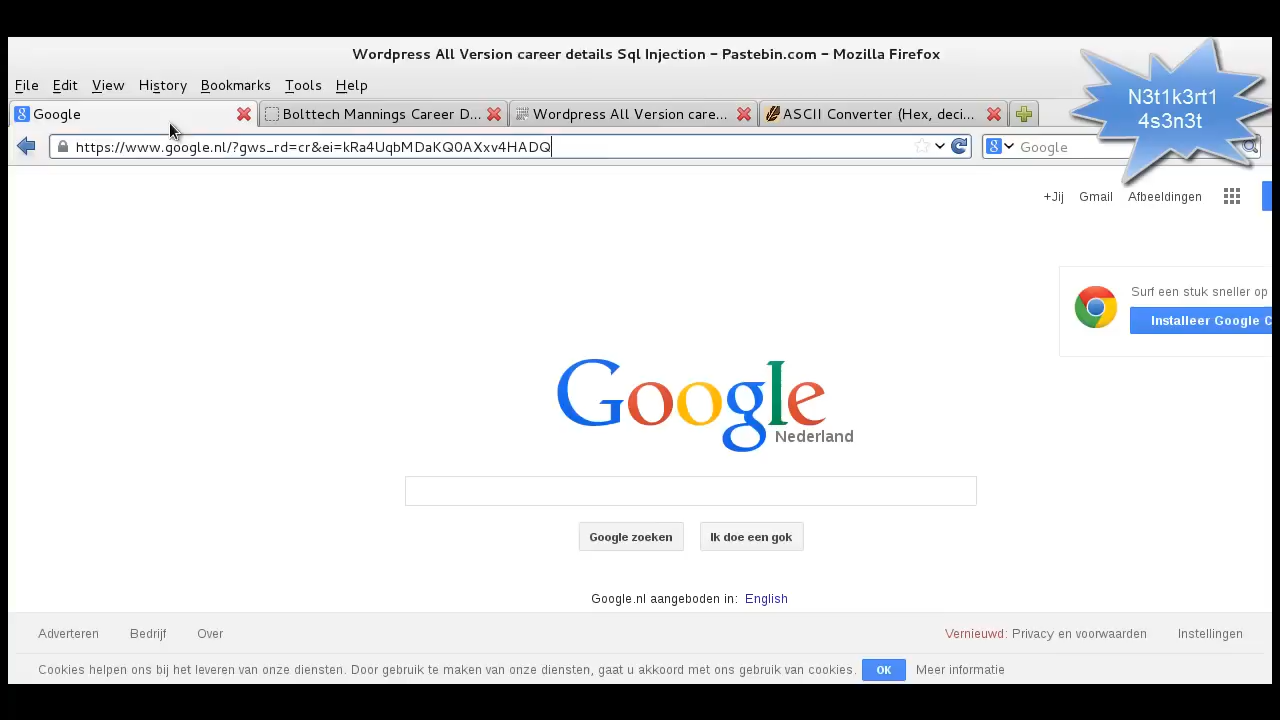 Wordpress All Version career details Sql Injection – Pastebin.com – Mozilla Firefox
File Edit View History Bookmarks Tools Help
Google Bolttech Mannings Career D... Wordpress All Version care... ASCII Converter (Hex, deci...
N3t1k3rt1
4s3n3t
https://www.google.nl/?gws_rd=cr&ei=kRa4UqbMDaKQ0AXxv4HADQ Google
+Jij Gmail Afbeeldingen
Surf een stuk sneller op
Installeer Google C
Google
Nederland
Google zoeken Ik doe een gok
Google.nl aangeboden in: English
Adverteren Bedrijf Over Vernieuwd: Privacy en voorwaarden Instellingen
Cookies helpen ons bij het leveren van onze diensten. Door gebruik te maken van onze diensten, gaat u akkoord met ons gebruik van cookies. OK Meer informatie